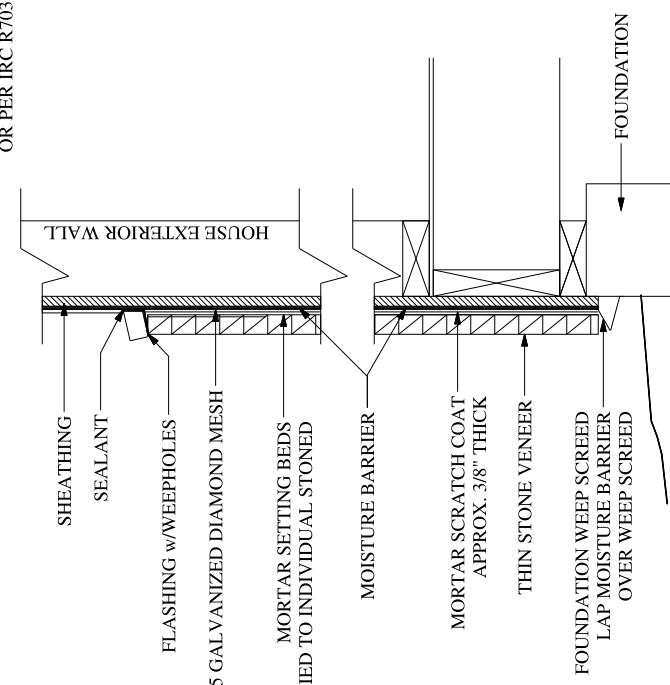 OR PER IRC R703
HOUSE EXTERIOR WALL
SHEATHING
SEALANT
FLASHING w/WEEPHOLES
5 GALVANIZED DIAMOND MESH
MORTAR SETTING BEDS
IED TO INDIVIDUAL STONED
MOISTURE BARRIER
MORTAR SCRATCH COAT
APPROX. 3/8" THICK
THIN STONE VENEER
FOUNDATION WEEP SCREED
LAP MOISTURE BARRIER
OVER WEEP SCREED
FOUNDATION